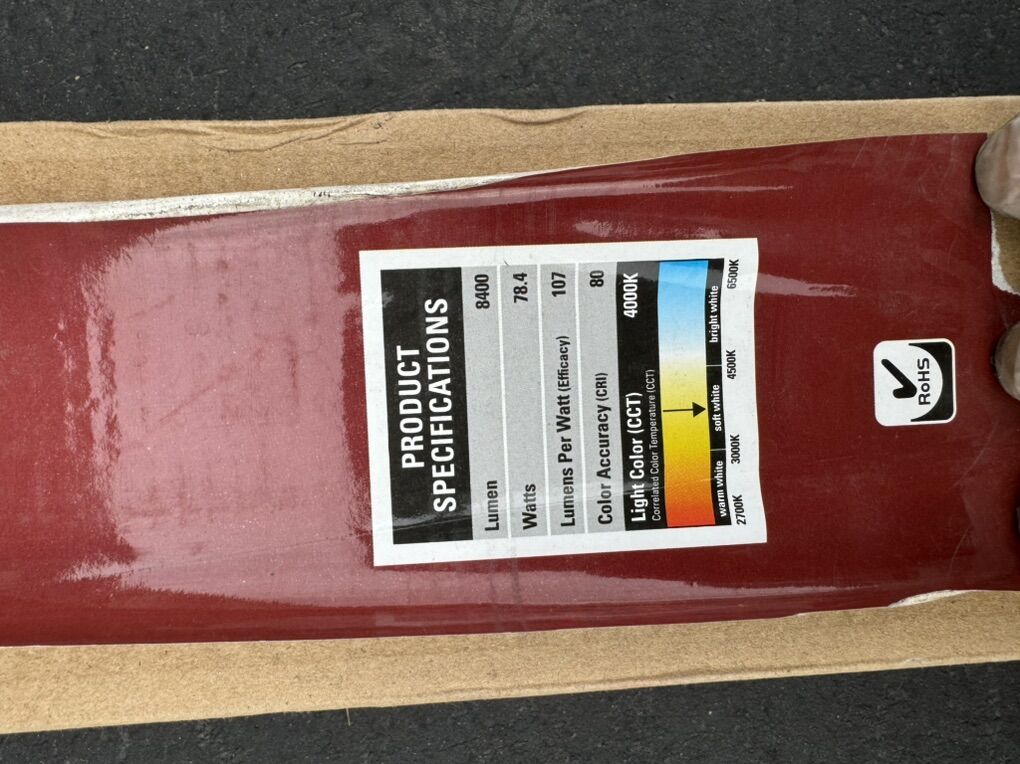 PRODUCT
SPECIFICATIONS
Lumen 8400
Watts 78.4
Lumens Per Watt (Efficacy) 107
Color Accuracy (CRI) 80
Light Color (CCT) 4000K
Correlated Color Temperature (CCT)
warm white soft white bright white
2700K 3000K 4500K 6500K
RoHS